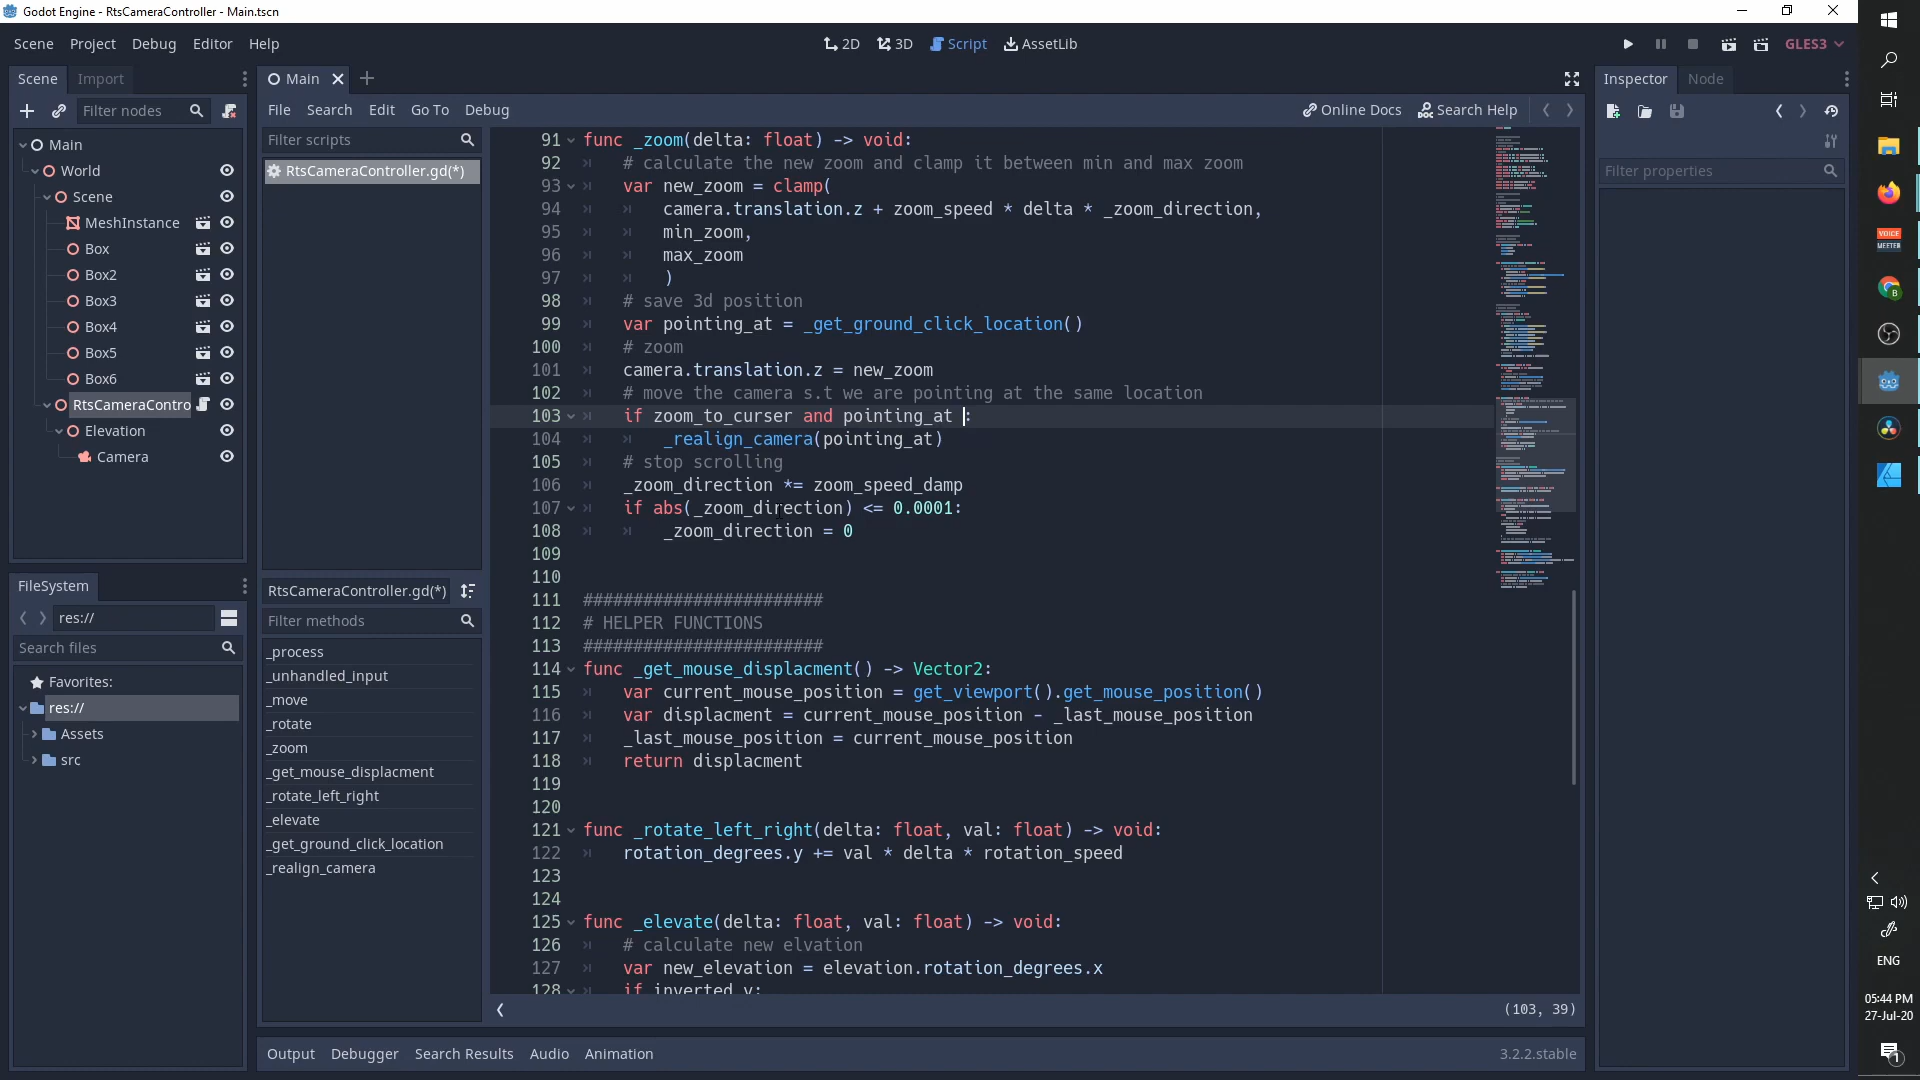 Godot Engine - RtsCameraController - Main.tscn
Scene Project Debug Editor Help
2D 3D Script AssetLib
GLES3
Scene Import
Filter nodes
Main
World
Scene
MeshInstance
Box
Box2
Box3
Box4
Box5
Box6
RtsCameraContro
Elevation
Camera
FileSystem
res://
Search files
Favorites:
res://
Assets
src
Main
File Search Edit Go To Debug
Online Docs Search Help
Filter scripts
RtsCameraController.gd(*)
RtsCameraController.gd(*)
Filter methods
_process
_unhandled_input
_move
_rotate
_zoom
_get_mouse_displacment
_rotate_left_right
_elevate
_get_ground_click_location
_realign_camera
91 func _zoom(delta: float) -> void:
92 # calculate the new zoom and clamp it between min and max zoom
93 var new_zoom = clamp(
94 camera.translation.z + zoom_speed * delta * _zoom_direction,
95 min_zoom,
96 max_zoom
97 )
98 # save 3d position
99 var pointing_at = _get_ground_click_location()
100 # zoom
101 camera.translation.z = new_zoom
102 # move the camera s.t we are pointing at the same location
103 if zoom_to_curser and pointing_at :
104 _realign_camera(pointing_at)
105 # stop scrolling
106 _zoom_direction *= zoom_speed_damp
107 if abs(_zoom_direction) <= 0.0001:
108 _zoom_direction = 0
109
110
111 ########################
112 # HELPER FUNCTIONS
113 ########################
114 func _get_mouse_displacment() -> Vector2:
115 var current_mouse_position = get_viewport().get_mouse_position()
116 var displacment = current_mouse_position - _last_mouse_position
117 _last_mouse_position = current_mouse_position
118 return displacment
119
120
121 func _rotate_left_right(delta: float, val: float) -> void:
122 rotation_degrees.y += val * delta * rotation_speed
123
124
125 func _elevate(delta: float, val: float) -> void:
126 # calculate new elvation
127 var new_elevation = elevation.rotation_degrees.x
128 if inverted_y:
(103, 39)
Output Debugger Search Results Audio Animation
3.2.2.stable
Inspector Node
Filter properties
VOICE
MEETER
B
ENG
05:44 PM
27-Jul-20
1